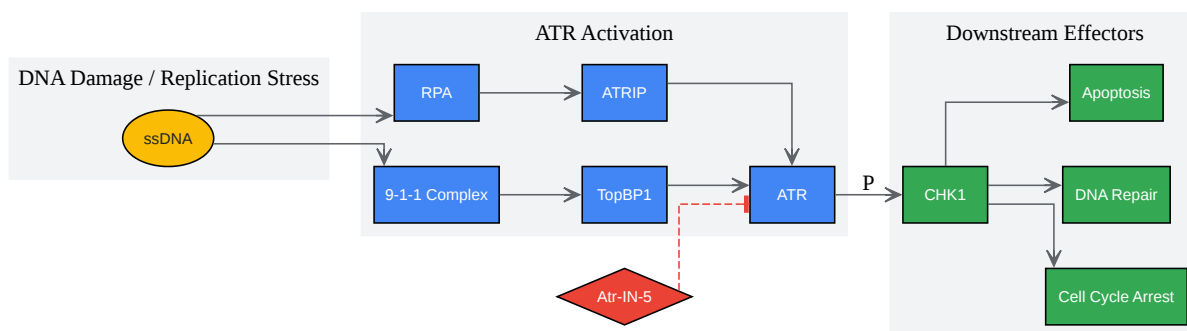 DNA Damage / Replication Stress
ssDNA
ATR Activation
RPA
ATRIP
9-1-1 Complex
TopBP1
ATR
Atr-IN-5
P
Downstream Effectors
Apoptosis
CHK1
DNA Repair
Cell Cycle Arrest